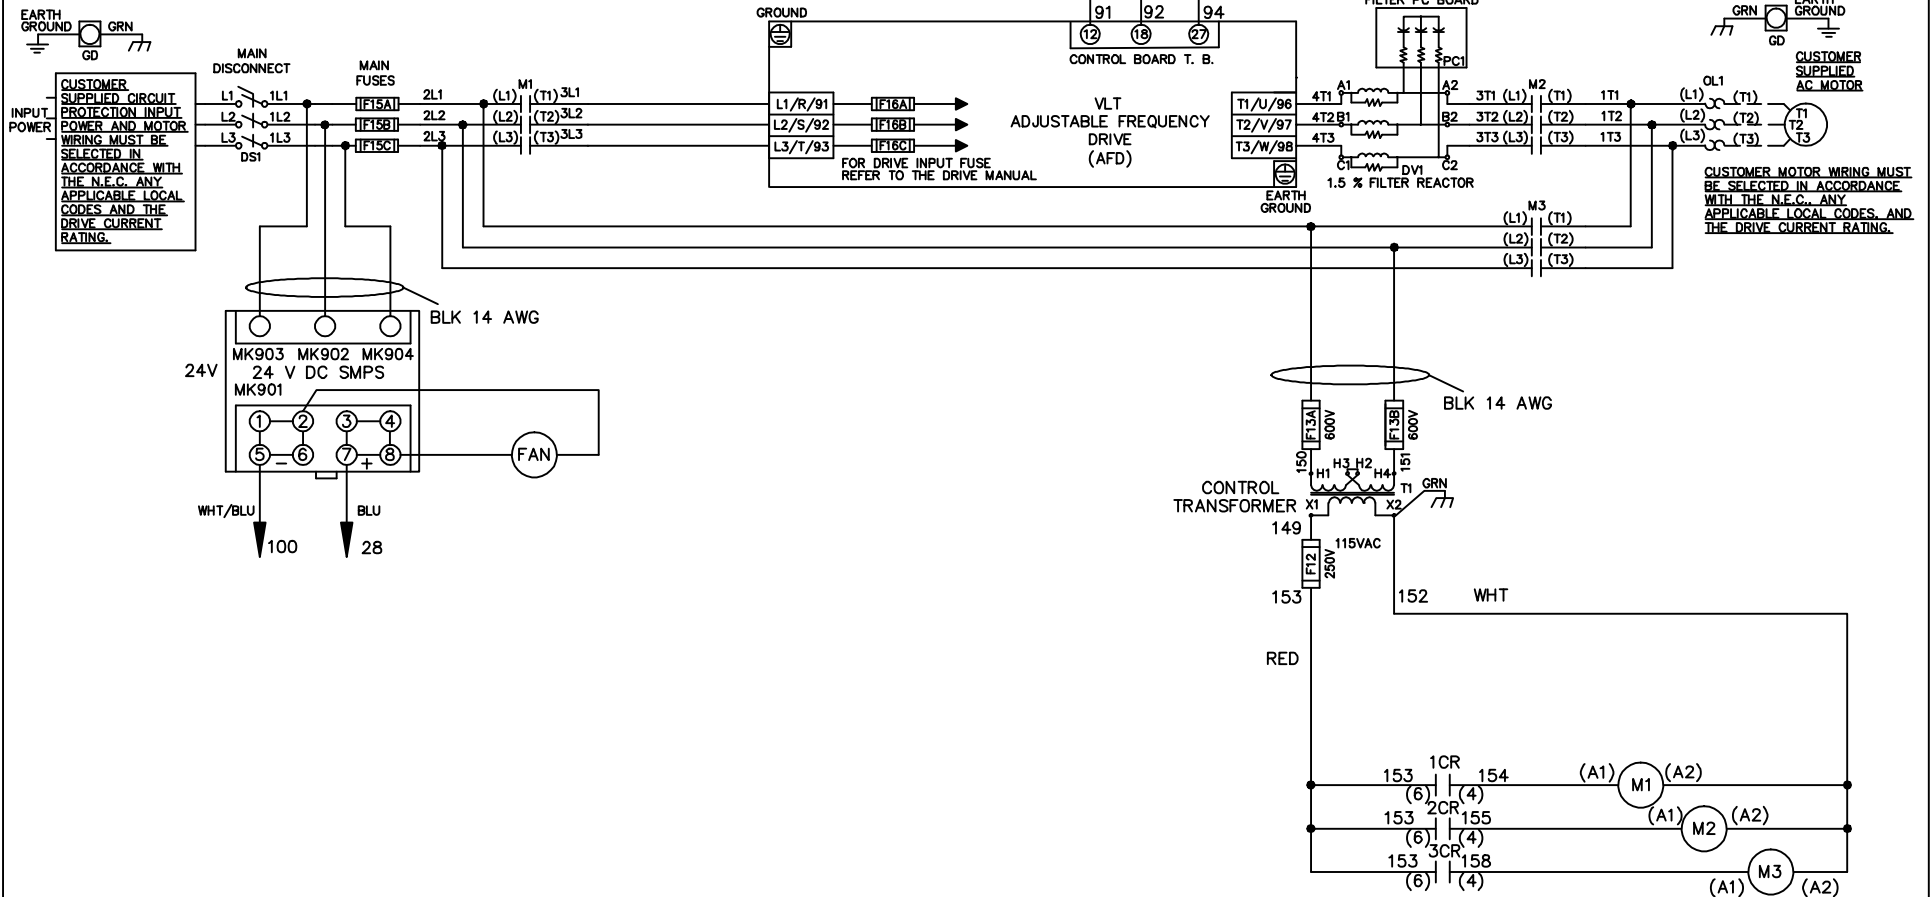 EARTH
GROUND
GRN
GD
GROUND
91 92 94
12 18 27
CONTROL BOARD T. B.
FILTER PC BOARD
PC1
GRN
EARTH
GROUND
GD
CUSTOMER
SUPPLIED
AC MOTOR
INPUT
POWER
CUSTOMER
SUPPLIED CIRCUIT
PROTECTION INPUT
POWER AND MOTOR
WIRING MUST BE
SELECTED IN
ACCORDANCE WITH
THE N.E.C. ANY
APPLICABLE LOCAL
CODES AND THE
DRIVE CURRENT
RATING.
MAIN
DISCONNECT
L1 1L1
L2 1L2
L3 1L3
DS1
MAIN
FUSES
F15A
F15B
F15C
2L1
2L2
2L3
M1
(L1) (T1) 3L1
(L2) (T2) 3L2
(L3) (T3) 3L3
L1/R/91
L2/S/92
L3/T/93
F16A
F16B
F16C
FOR DRIVE INPUT FUSE
REFER TO THE DRIVE MANUAL
VLT
ADJUSTABLE FREQUENCY
DRIVE
(AFD)
T1/U/96
T2/V/97
T3/W/98
EARTH
GROUND
4T1 A1 A2
4T2 B1 B2
4T3 C1 C2
DV1
1.5 % FILTER REACTOR
M2
3T1 (L1) (T1) 1T1
3T2 (L2) (T2) 1T2
3T3 (L3) (T3) 1T3
OL1
(L1) (T1)
(L2) (T2)
(L3) (T3)
T1
T2
T3
CUSTOMER MOTOR WIRING MUST
BE SELECTED IN ACCORDANCE
WITH THE N.E.C., ANY
APPLICABLE LOCAL CODES, AND
THE DRIVE CURRENT RATING.
M3
(L1) (T1)
(L2) (T2)
(L3) (T3)
BLK 14 AWG
MK903 MK902 MK904
24V
24 V DC SMPS
MK901
1 2 3 4
5 - 6 7 + 8
FAN
WHT/BLU
BLU
100
28
BLK 14 AWG
F13A
600V
F13B
600V
150
151
H1 H3 H2 H4
T1
GRN
CONTROL
TRANSFORMER
X1 X2
149
115VAC
F12
250V
153
152
WHT
RED
1CR
153 154
(6) (4)
(A1) M1 (A2)
2CR
153 155
(6) (4)
(A1) M2 (A2)
3CR
153 158
(6) (4)
(A1) M3 (A2)